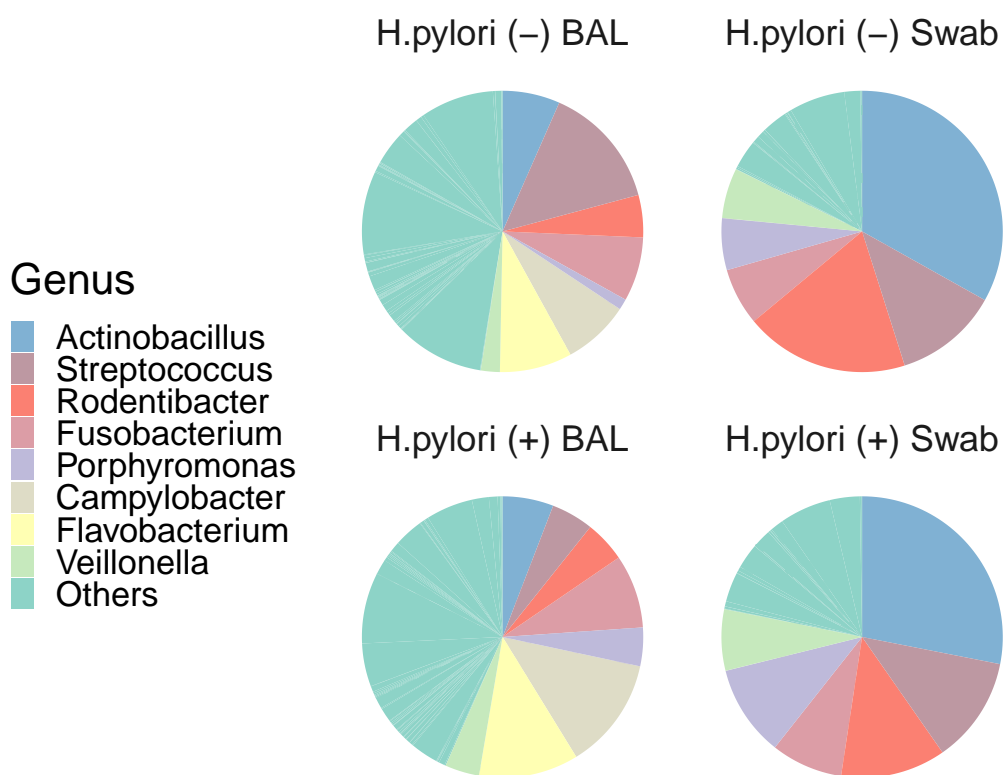 H.pylori (−) BAL
H.pylori (−) Swab
Genus
Actinobacillus
Streptococcus
Rodentibacter
Fusobacterium
Porphyromonas
Campylobacter
Flavobacterium
Veillonella
Others
H.pylori (+) BAL
H.pylori (+) Swab